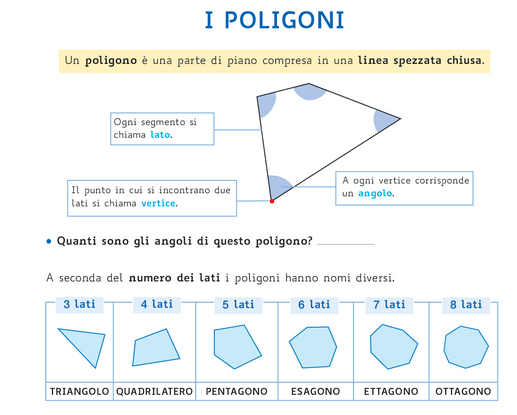 I POLIGONI
Un poligono è una parte di piano compresa in una linea spezzata chiusa.
Ogni segmento si
chiama lato.
Il punto in cui si incontrano due
lati si chiama vertice.
A ogni vertice corrisponde
un angolo.
• Quanti sono gli angoli di questo poligono? ________
A seconda del numero dei lati i poligoni hanno nomi diversi.
3 lati 4 lati 5 lati 6 lati 7 lati 8 lati
TRIANGOLO QUADRILATERO PENTAGONO ESAGONO ETTAGONO OTTAGONO